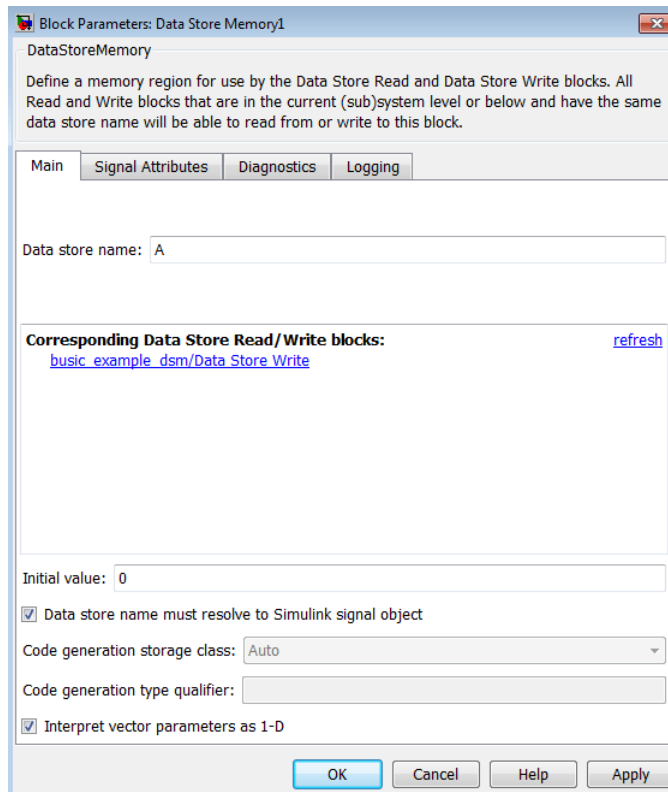 Block Parameters: Data Store Memory1
DataStoreMemory
Define a memory region for use by the Data Store Read and Data Store Write blocks. All
Read and Write blocks that are in the current (sub)system level or below and have the same
data store name will be able to read from or write to this block.
Main Signal Attributes Diagnostics Logging
Data store name: A
Corresponding Data Store Read/Write blocks: refresh
busic_example_dsm/Data Store Write
Initial value: 0
Data store name must resolve to Simulink signal object
Code generation storage class: Auto
Code generation type qualifier:
Interpret vector parameters as 1-D
OK Cancel Help Apply